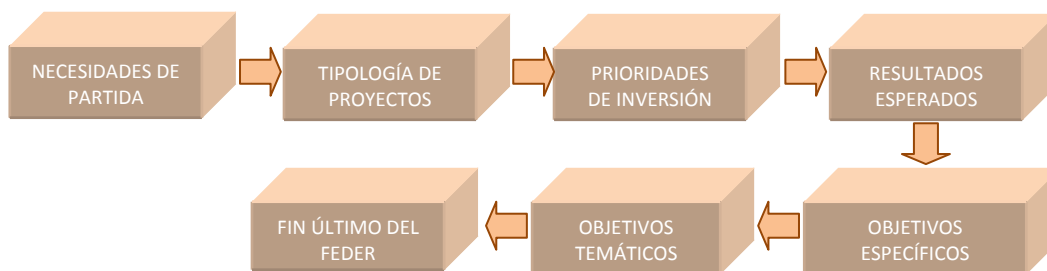 NECESIDADES DE
PARTIDA
TIPOLOGÍA DE
PROYECTOS
PRIORIDADES
DE INVERSIÓN
RESULTADOS
ESPERADOS
OBJETIVOS
ESPECÍFICOS
OBJETIVOS
TEMÁTICOS
FIN ÚLTIMO DEL
FEDER